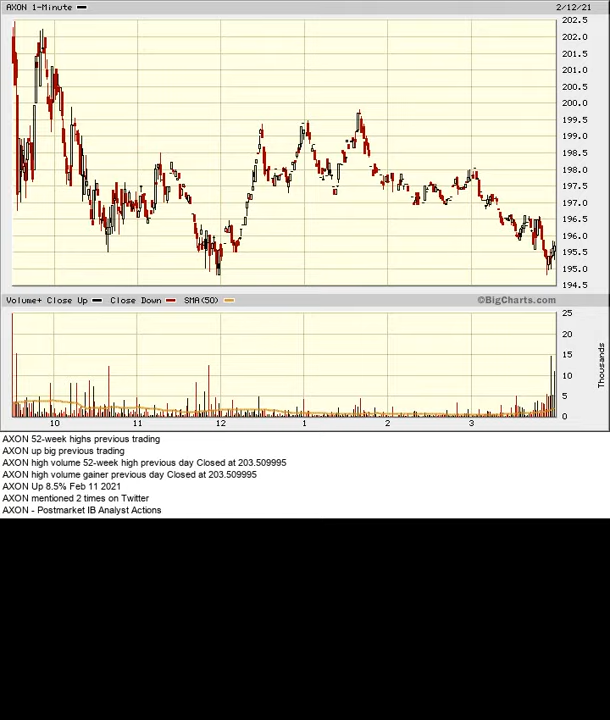 AXON 1-Minute 2/12/21
202.5
202.0
201.5
201.0
200.5
200.0
199.5
199.0
198.5
198.0
197.5
197.0
196.5
196.0
195.5
195.0
194.5
Volume+ Close Up Close Down SMA(50) ©BigCharts.com
25
20
15
10
5
0
Thousands
10 11 12 1 2 3
AXON 52-week highs previous trading
AXON up big previous trading
AXON high volume 52-week high previous day Closed at 203.509995
AXON high volume gainer previous day Closed at 203.509995
AXON Up 8.5% Feb 11 2021
AXON mentioned 2 times on Twitter
AXON - Postmarket IB Analyst Actions